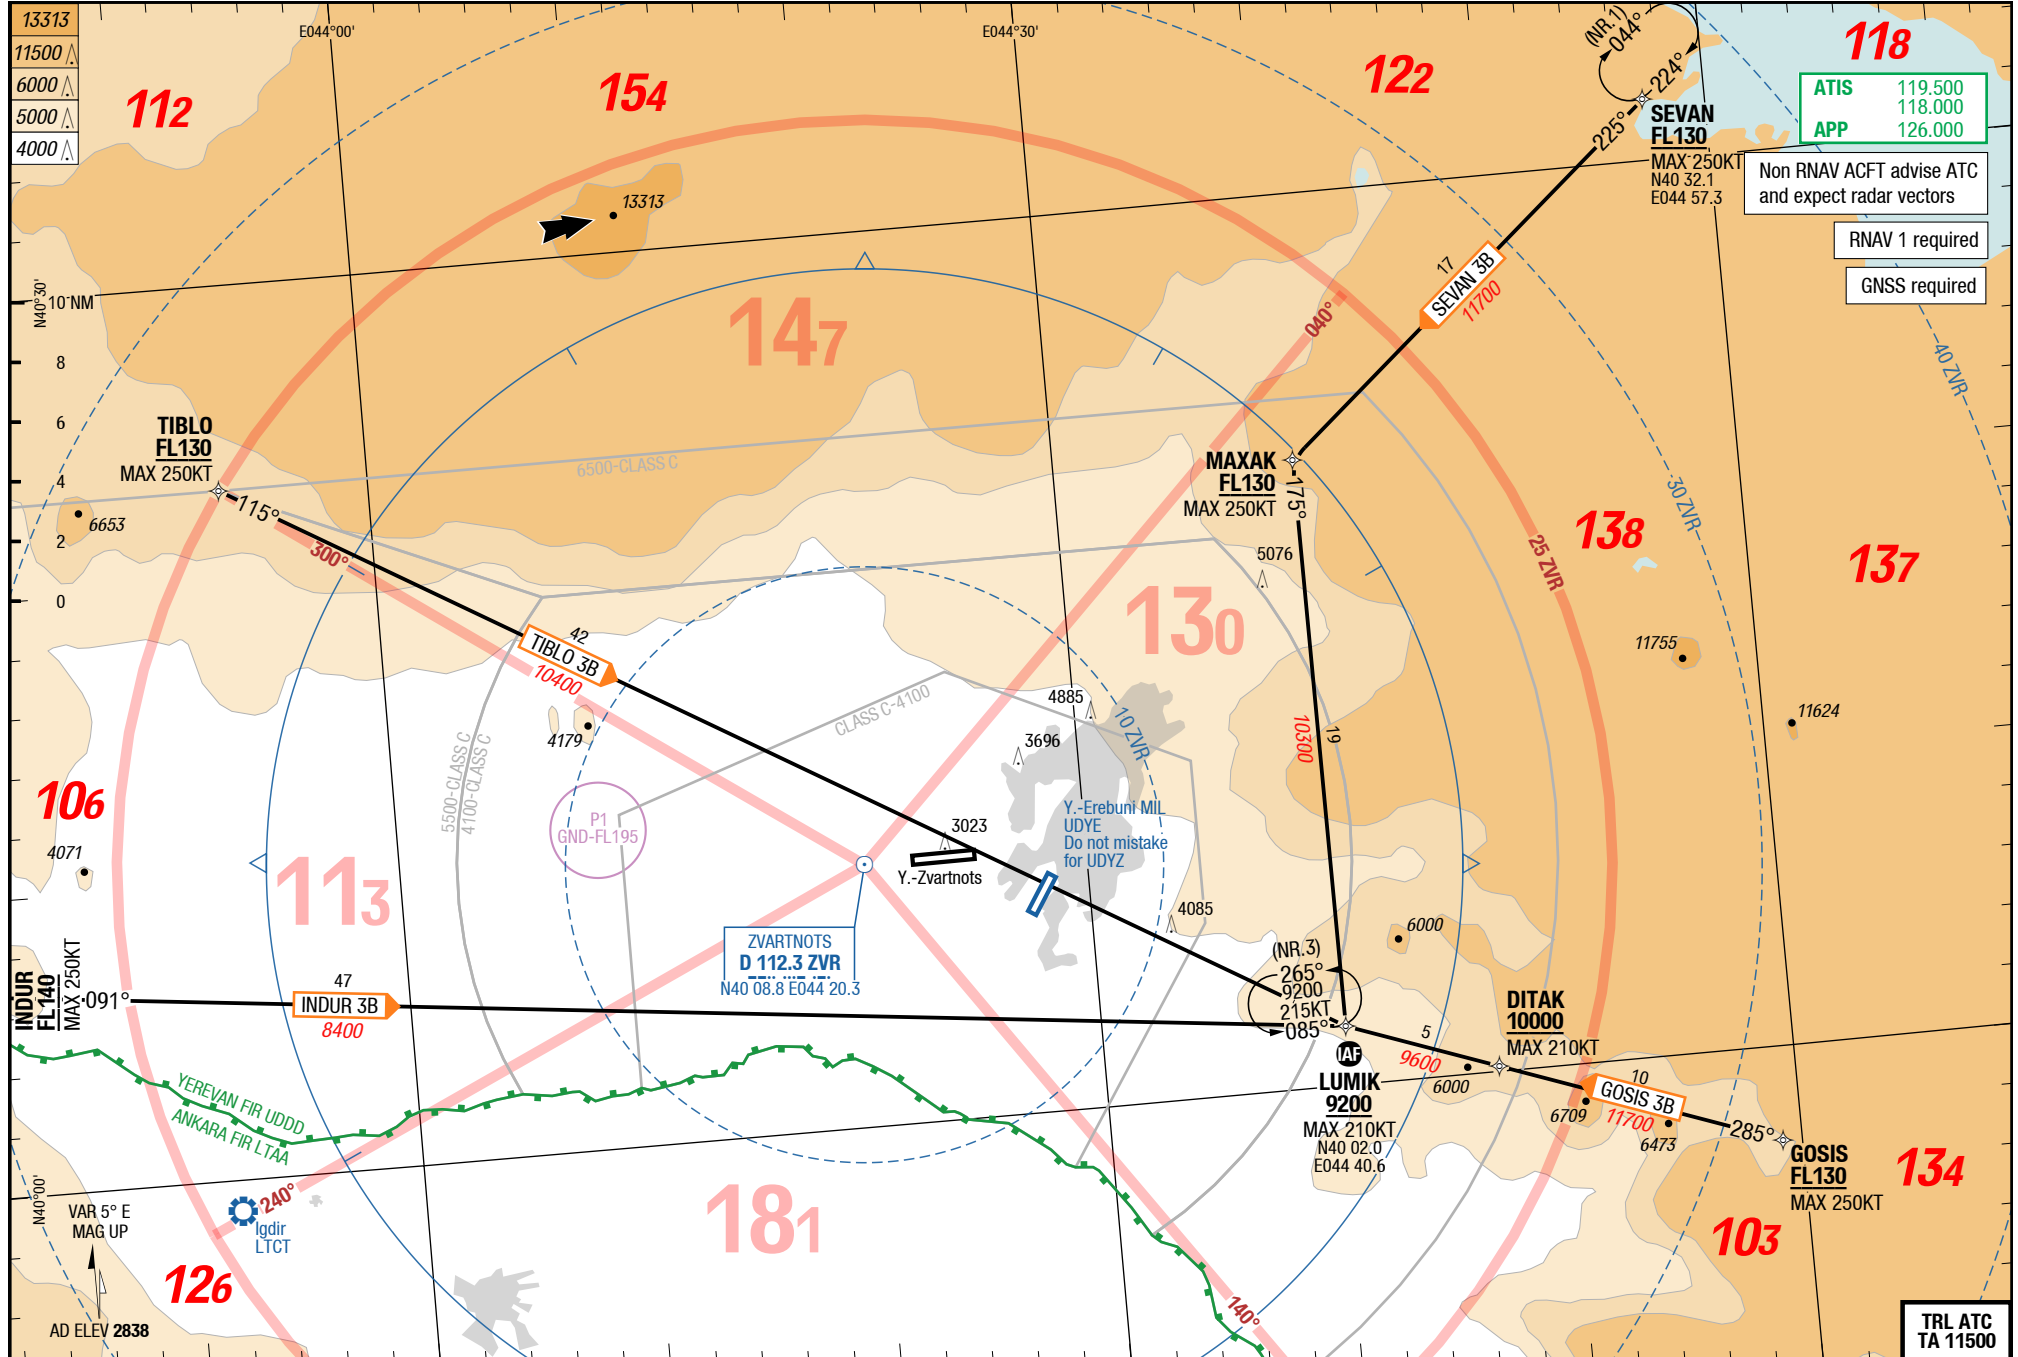 13313
11500
6000
5000
4000
E044°00'
E044°30'
112
154
122
118
(NR.1)
044°
224°
225°
SEVAN
FL130
MAX 250KT
N40 32.1
E044 57.3
ATIS 119.500
118.000
APP 126.000
Non RNAV ACFT advise ATC
and expect radar vectors
RNAV 1 required
GNSS required
13313
N40°30'
10 NM
8
6
4
2
0
147
040°
17
SEVAN 3B
11700
40 ZVR
30 ZVR
25 ZVR
TIBLO
FL130
MAX 250KT
115°
300°
6653
6500-CLASS C
MAXAK
FL130
MAX 250KT
175°
5076
138
137
130
42
TIBLO 3B
10400
4179
CLASS C-4100
4885
3696
10 ZVR
10300
19
11755
11624
5500-CLASS C
4100-CLASS C
P1
GND-FL195
106
4071
113
3023
Y.-Zvartnots
Y.-Erebuni MIL
UDYE
Do not mistake
for UDYZ
4085
6000
ZVARTNOTS
D 112.3 ZVR
N40 08.8 E044 20.3
(NR.3)
265°
9200
215KT
085°
INDUR
FL140
MAX 250KT
091°
47
INDUR 3B
8400
IAF
LUMIK
9200
MAX 210KT
N40 02.0
E044 40.6
5
9600
6000
DITAK
10000
MAX 210KT
10
GOSIS 3B
11700
6709
6473
285°
GOSIS
FL130
MAX 250KT
134
103
YEREVAN FIR UDDD
ANKARA FIR LTAA
N40°00'
240°
Igdir
LTCT
VAR 5° E
MAG UP
126
181
140°
AD ELEV 2838
TRL ATC
TA 11500